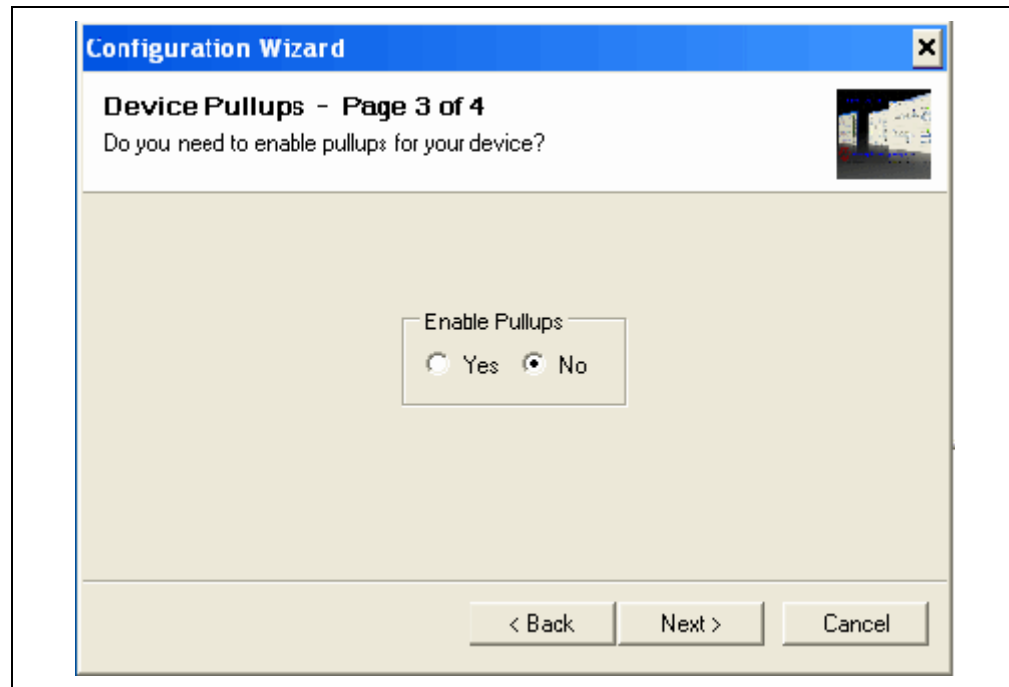 Configuration Wizard
Device Pullups - Page 3 of 4
Do you need to enable pullups for your device?
Enable Pullups
Yes No
< Back Next > Cancel